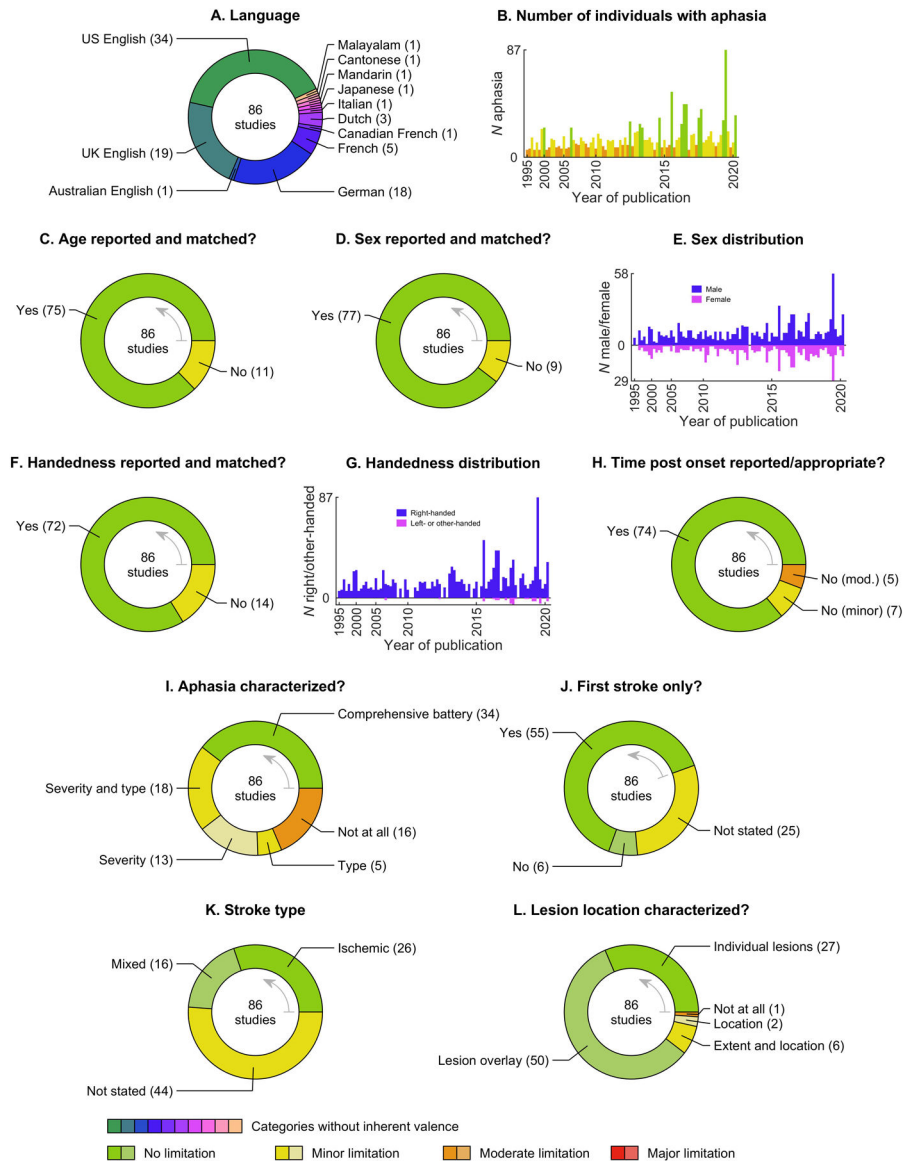 A. Language
US English (34)
Malayalam (1)
Cantonese (1)
Mandarin (1)
Japanese (1)
Italian (1)
Dutch (3)
Canadian French (1)
French (5)
German (18)
Australian English (1)
UK English (19)
86
studies
B. Number of individuals with aphasia
87
0
N aphasia
1995
2000
2005
2010
2015
2020
Year of publication
C. Age reported and matched?
Yes (75)
86
studies
No (11)
D. Sex reported and matched?
Yes (77)
86
studies
No (9)
E. Sex distribution
58
0
29
N male/female
Male
Female
1995
2000
2005
2010
2015
2020
Year of publication
F. Handedness reported and matched?
Yes (72)
86
studies
No (14)
G. Handedness distribution
87
0
N right/other-handed
Right-handed
Left- or other-handed
1995
2000
2005
2010
2015
2020
Year of publication
H. Time post onset reported/appropriate?
Yes (74)
86
studies
No (mod.) (5)
No (minor) (7)
I. Aphasia characterized?
Comprehensive battery (34)
Severity and type (18)
86
studies
Not at all (16)
Severity (13)
Type (5)
J. First stroke only?
Yes (55)
86
studies
Not stated (25)
No (6)
K. Stroke type
Ischemic (26)
Mixed (16)
86
studies
Not stated (44)
L. Lesion location characterized?
Individual lesions (27)
86
studies
Not at all (1)
Location (2)
Extent and location (6)
Lesion overlay (50)
Categories without inherent valence
No limitation
Minor limitation
Moderate limitation
Major limitation